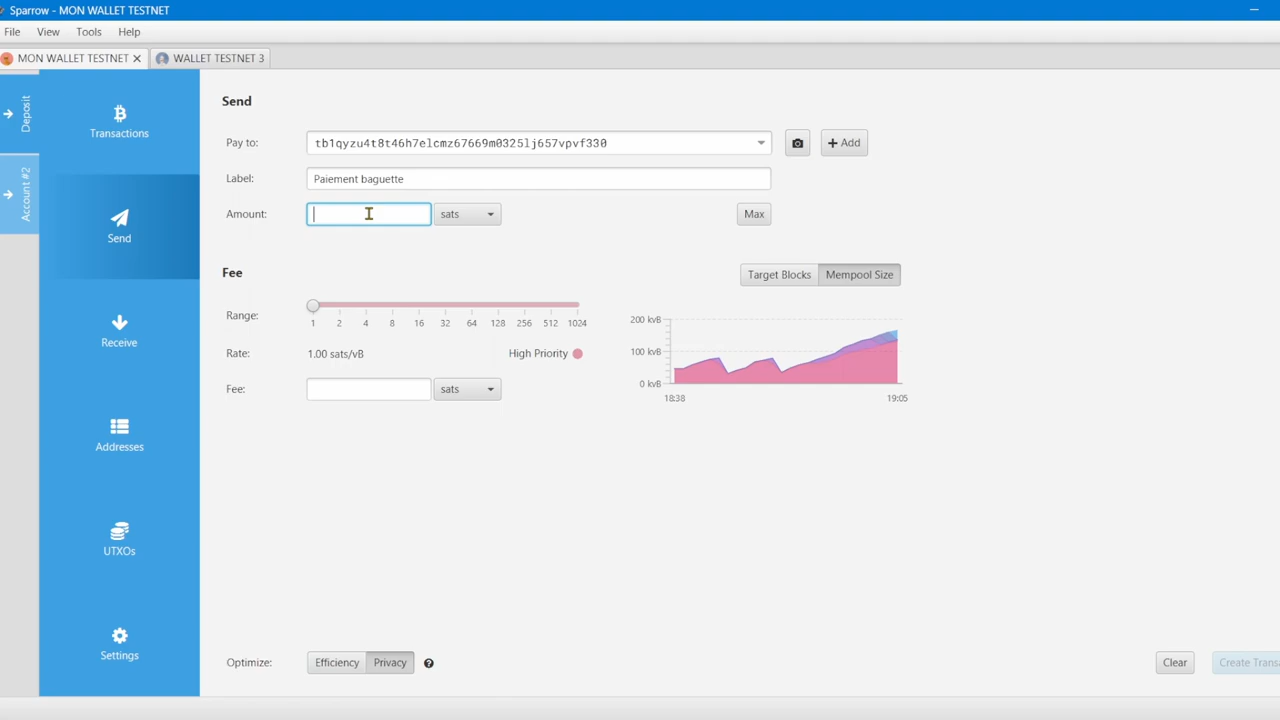 Sparrow - MON WALLET TESTNET
File View Tools Help
MON WALLET TESTNET WALLET TESTNET 3
Deposit
Account #2
Transactions
Send
Receive
Addresses
UTXOs
Settings
Send
Pay to: tb1qyzu4t8t46h7elcmz67669m0325lj657vpvf330 Add
Label: Paiement baguette
Amount: sats Max
Fee
Target Blocks Mempool Size
Range:
1 2 4 8 16 32 64 128 256 512 1024
Rate: 1.00 sats/vB High Priority
Fee: sats
200 kvB
100 kvB
0 kvB
18:38 19:05
Optimize: Efficiency Privacy ?
Clear Create Trans